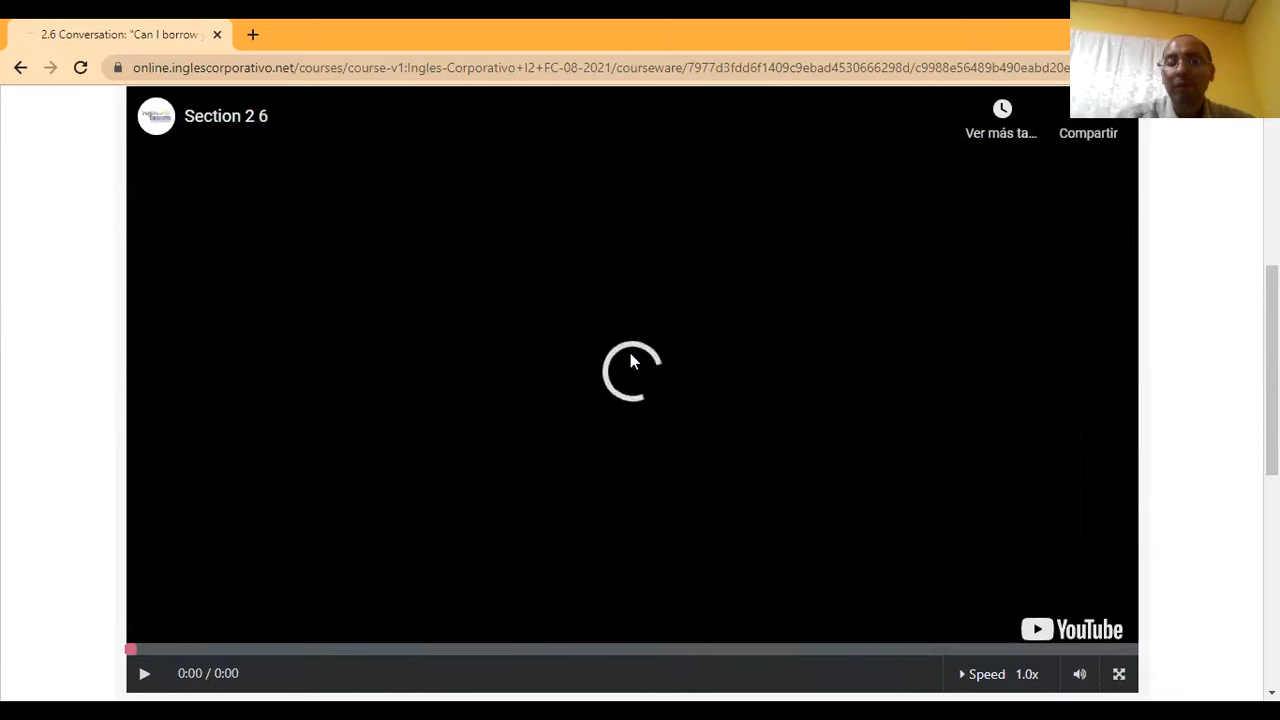 2.6 Conversation: "Can I borrow
online.inglescorporativo.net/courses/course-v1:Ingles-Corporativo+I2+FC-08-2021/courseware/7977d3fdd6f1409c9ebad4530666298d/c9988e56489b490eabd20e
Section 2 6
Ver más ta...
Compartir
YouTube
0:00 / 0:00
Speed 1.0x